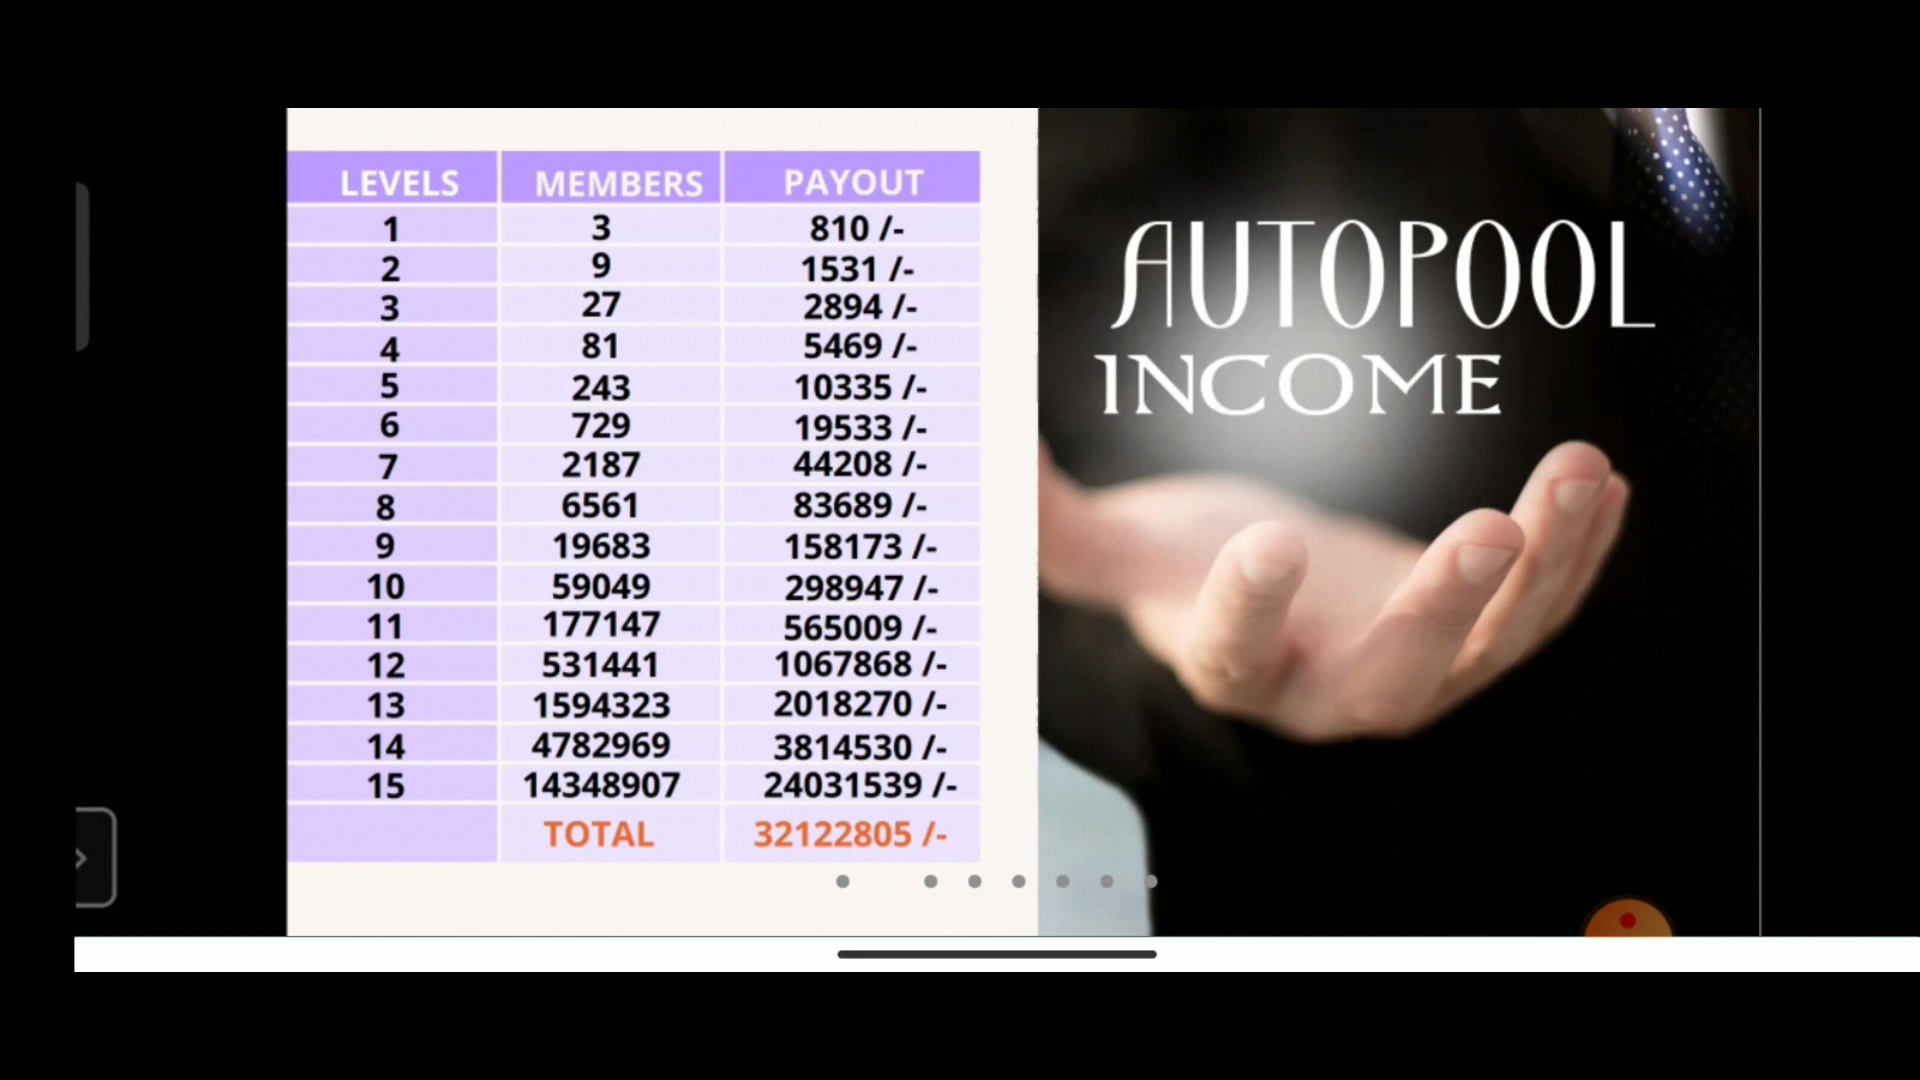 LEVELS MEMBERS PAYOUT
1 3 810 /-
2 9 1531 /-
3 27 2894 /-
4 81 5469 /-
5 243 10335 /-
6 729 19533 /-
7 2187 44208 /-
8 6561 83689 /-
9 19683 158173 /-
10 59049 298947 /-
11 177147 565009 /-
12 531441 1067868 /-
13 1594323 2018270 /-
14 4782969 3814530 /-
15 14348907 24031539 /-
TOTAL 32122805 /-
AUTOPOOL
INCOME